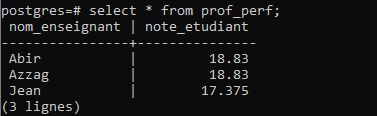 postgres=# select * from prof_perf;
 nom_enseignant | note_etudiant
----------------+---------------
 Abir           |         18.83
 Azzag          |         18.83
 Jean           |        17.375
(3 lignes)